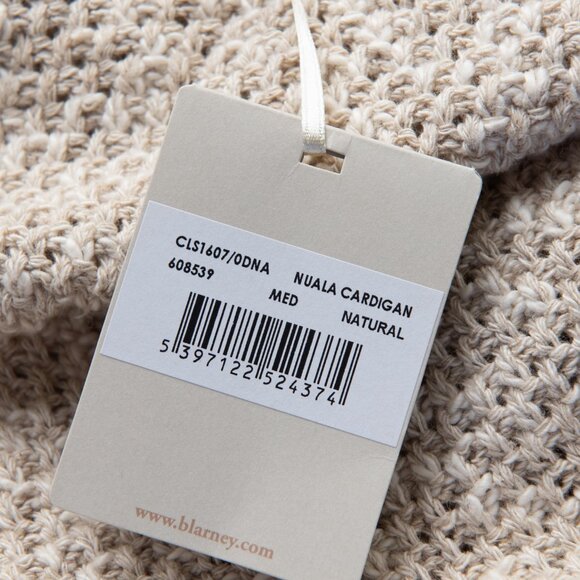 CLS1607/0DNA NUALA CARDIGAN
608539 MED NATURAL
5 397122 524374
www.blarney.com